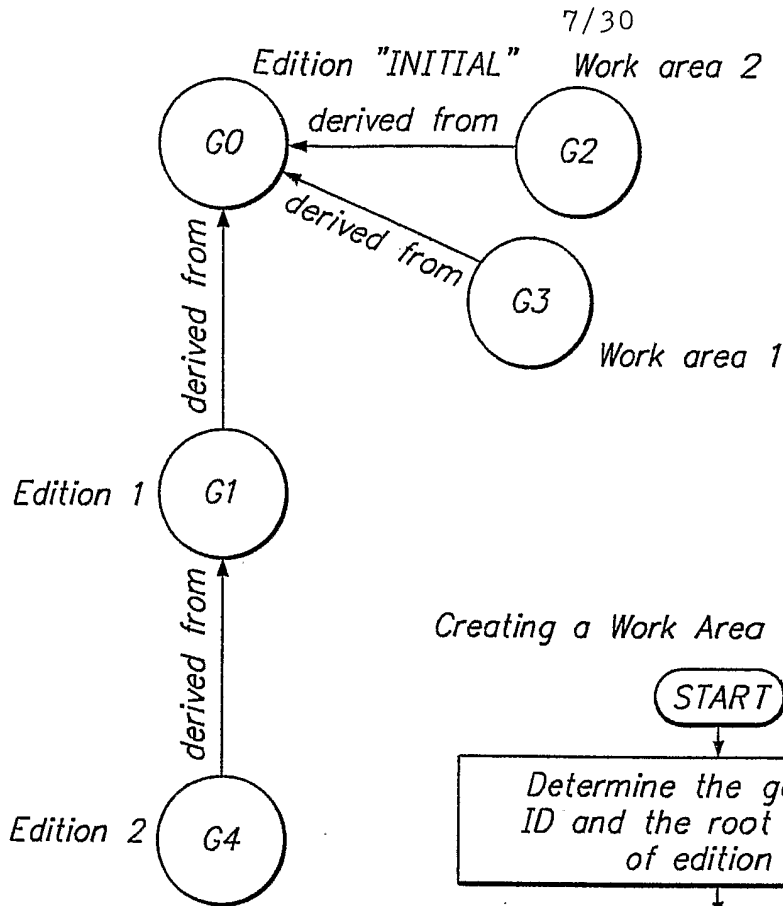 7/30
Edition "INITIAL"
Work area 2
G0
derived from
G2
derived from
G3
Work area 1
derived from
Edition 1
G1
derived from
Edition 2
G4
Creating a Work Area
START
Determine the
ID and the root
of edition